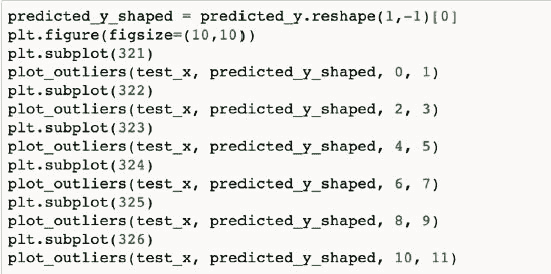 predicted_y_shaped = predicted_y.reshape(1,-1)[0]
plt.figure(figsize=(10,10))
plt.subplot(321)
plot_outliers(test_x, predicted_y_shaped, 0, 1)
plt.subplot(322)
plot_outliers(test_x, predicted_y_shaped, 2, 3)
plt.subplot(323)
plot_outliers(test_x, predicted_y_shaped, 4, 5)
plt.subplot(324)
plot_outliers(test_x, predicted_y_shaped, 6, 7)
plt.subplot(325)
plot_outliers(test_x, predicted_y_shaped, 8, 9)
plt.subplot(326)
plot_outliers(test_x, predicted_y_shaped, 10, 11)